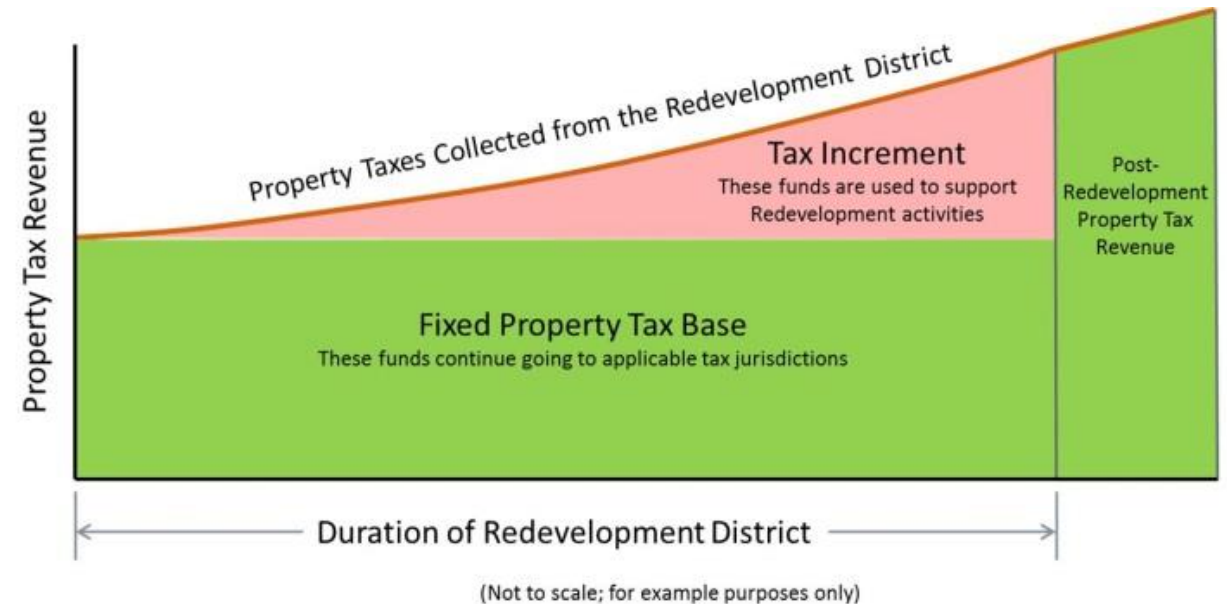 Property Tax Revenue
Property Taxes Collected from the Redevelopment District
Tax Increment
These funds are used to support
Redevelopment activities
Post-
Redevelopment
Property Tax
Revenue
Fixed Property Tax Base
These funds continue going to applicable tax jurisdictions
Duration of Redevelopment District
(Not to scale; for example purposes only)